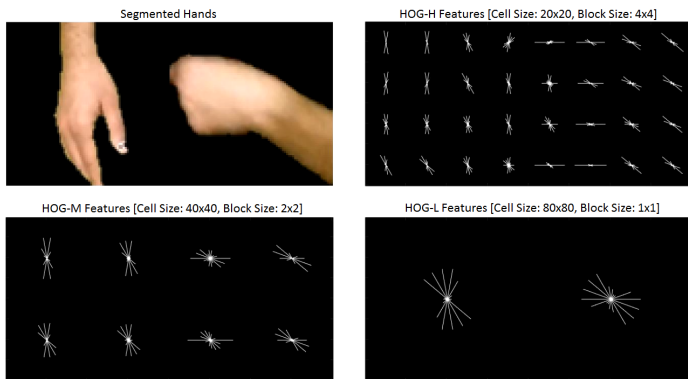 Segmented Hands
HOG-H Features [Cell Size: 20x20, Block Size: 4x4]
HOG-M Features [Cell Size: 40x40, Block Size: 2x2]
HOG-L Features [Cell Size: 80x80, Block Size: 1x1]